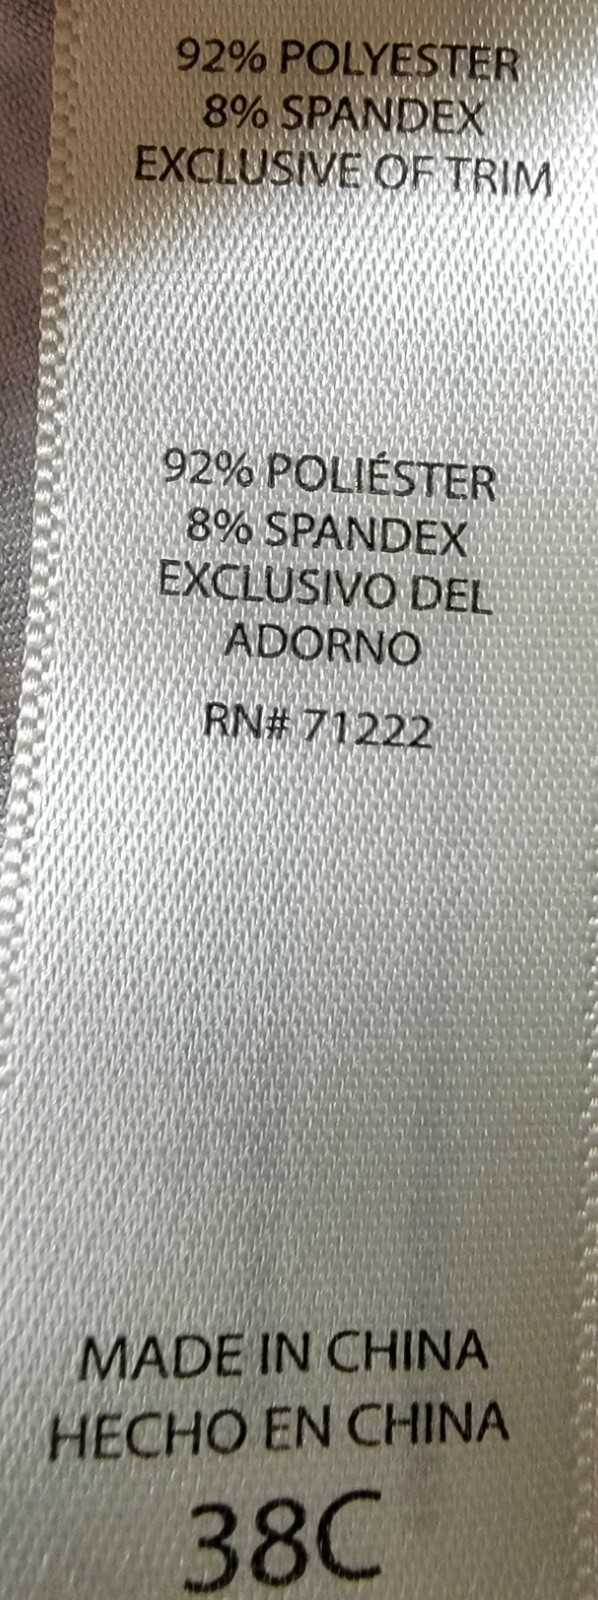 92% POLYESTER
8% SPANDEX
EXCLUSIVE OF TRIM
92% POLIÉSTER
8% SPANDEX
EXCLUSIVO DEL
ADORNO
RN# 71222
MADE IN CHINA
HECHO EN CHINA
38C